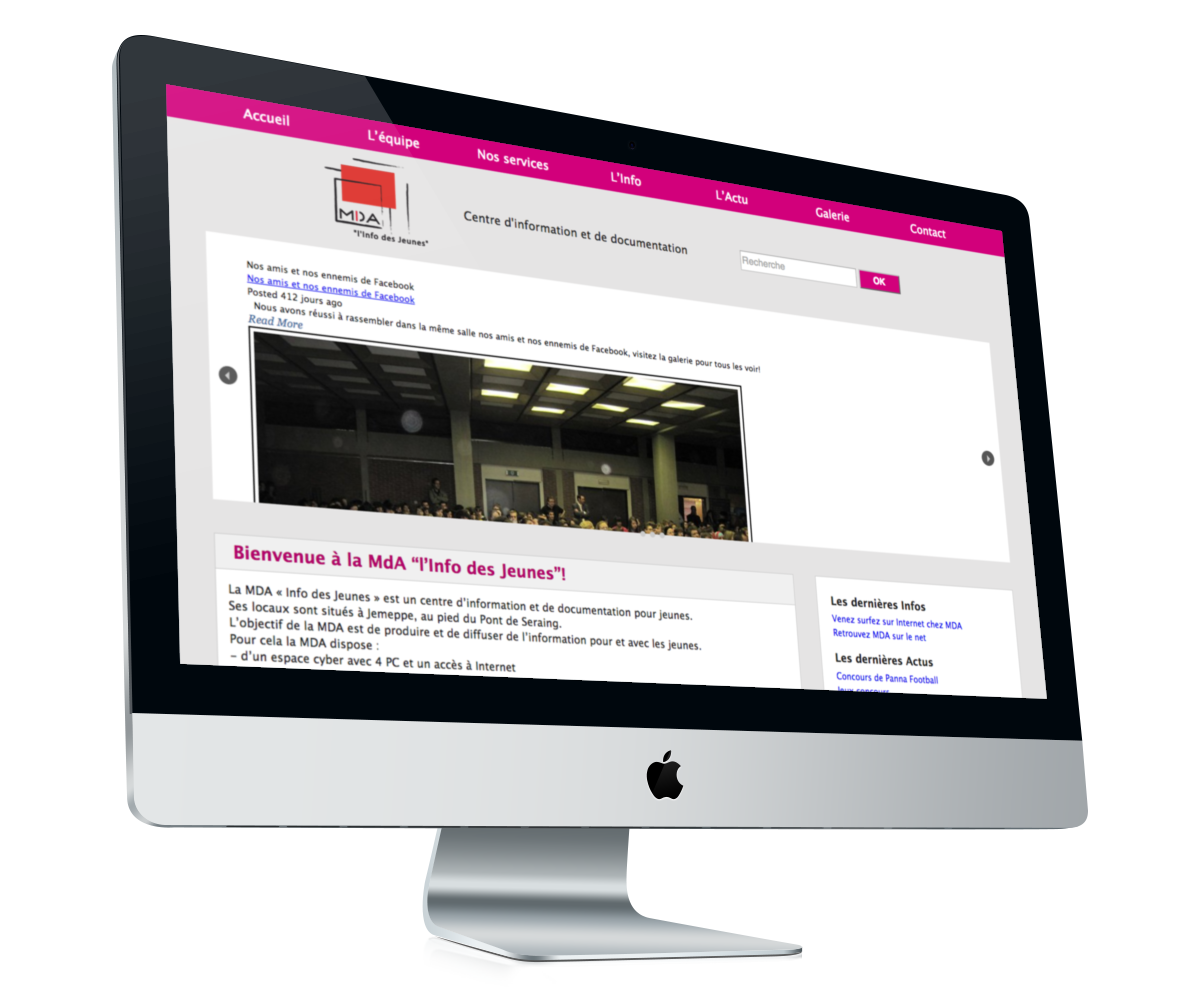 Accueil
L'équipe
Nos services
L'Info
L'Actu
Galerie
Contact
MDA
"l'Info des Jeunes"
Centre d'information et de documentation
Recherche
OK
Nos amis et nos ennemis de Facebook
Nos amis et nos ennemis de Facebook
Posted 412 jours ago
Nous avons réussi à rassembler dans la même salle nos amis et nos ennemis de Facebook, visitez la galerie pour tous les voir!
Read More
Bienvenue à la MdA “l’Info des Jeunes”!
La MDA « Info des Jeunes » est un centre d’information et de documentation pour jeunes.
Ses locaux sont situés à Jemeppe, au pied du Pont de Seraing.
L’objectif de la MDA est de produire et de diffuser de l’information pour et avec les jeunes.
Pour cela la MDA dispose :
– d’un espace cyber avec 4 PC et un accès à Internet
Les dernières Infos
Venez surfez sur Internet chez MDA
Retrouvez MDA sur le net
Les dernières Actus
Concours de Panna Football
Jeux-concours